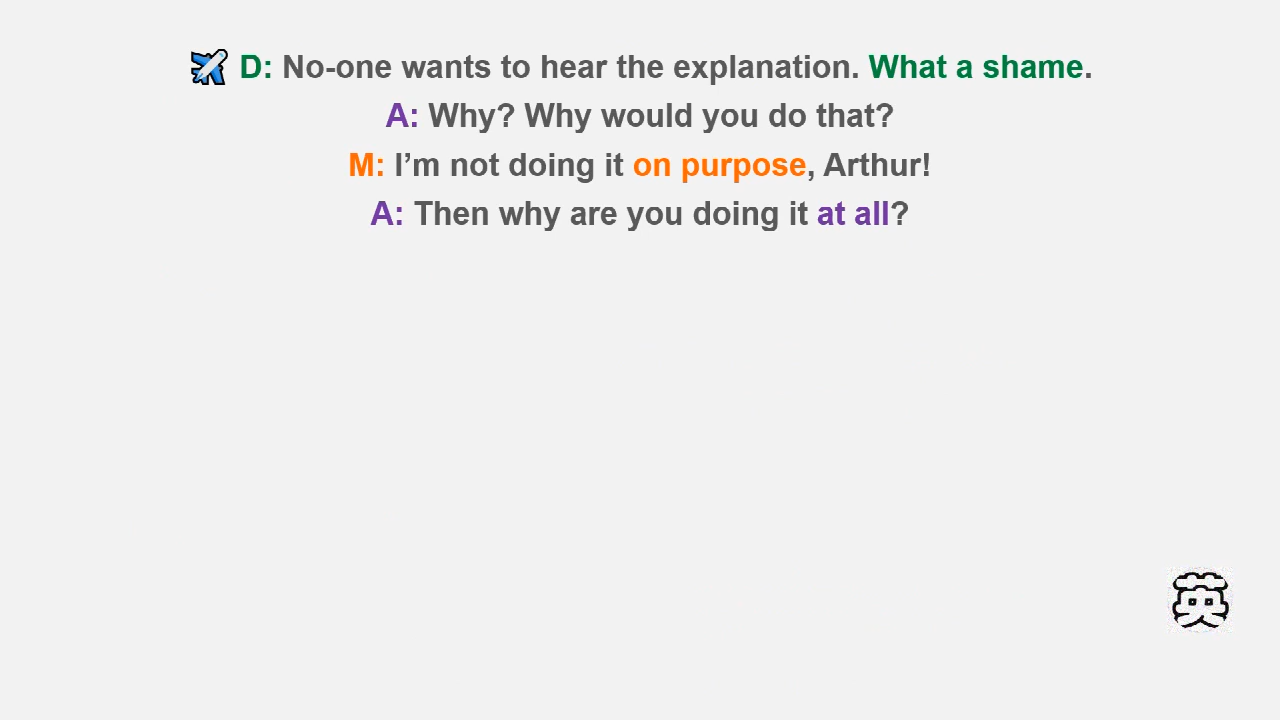 D: No-one wants to hear the explanation. What a shame.
A: Why? Why would you do that?
M: I’m not doing it on purpose, Arthur!
A: Then why are you doing it at all?
英